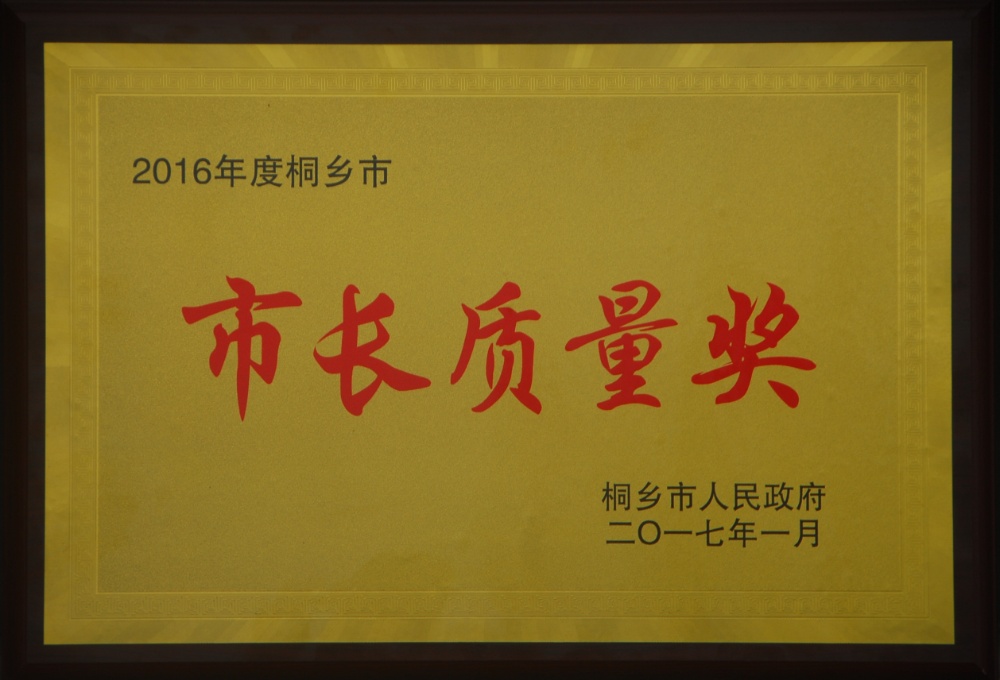 2016年度桐乡市
市长质量奖
桐乡市人民政府
二〇一七年一月